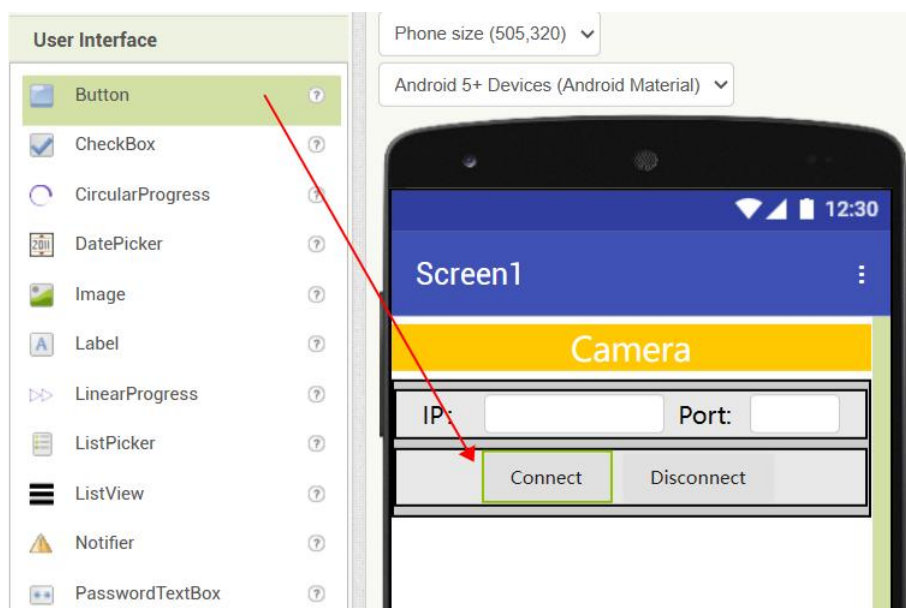 User Interface
Button
CheckBox
CircularProgress
DatePicker
Image
Label
LinearProgress
ListPicker
ListView
Notifier
PasswordTextBox
Phone size (505,320)
Android 5+ Devices (Android Material)
12:30
Screen1
Camera
IP: Port:
Connect Disconnect